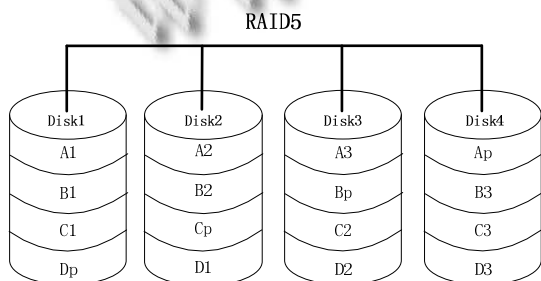 RAID5
Disk1 Disk2 Disk3 Disk4
A1 A2 A3 Ap
B1 B2 Bp B3
C1 Cp C2 C3
Dp D1 D2 D3